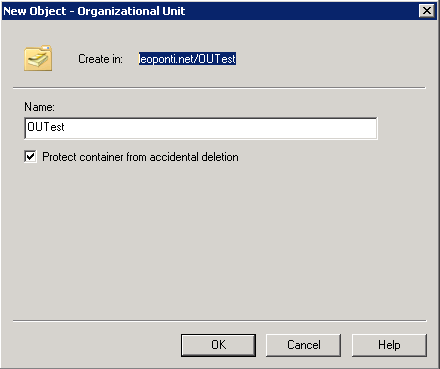 New Object - Organizational Unit
Create in: leoponti.net/OUTest
Name:
OUTest
Protect container from accidental deletion
OK Cancel Help